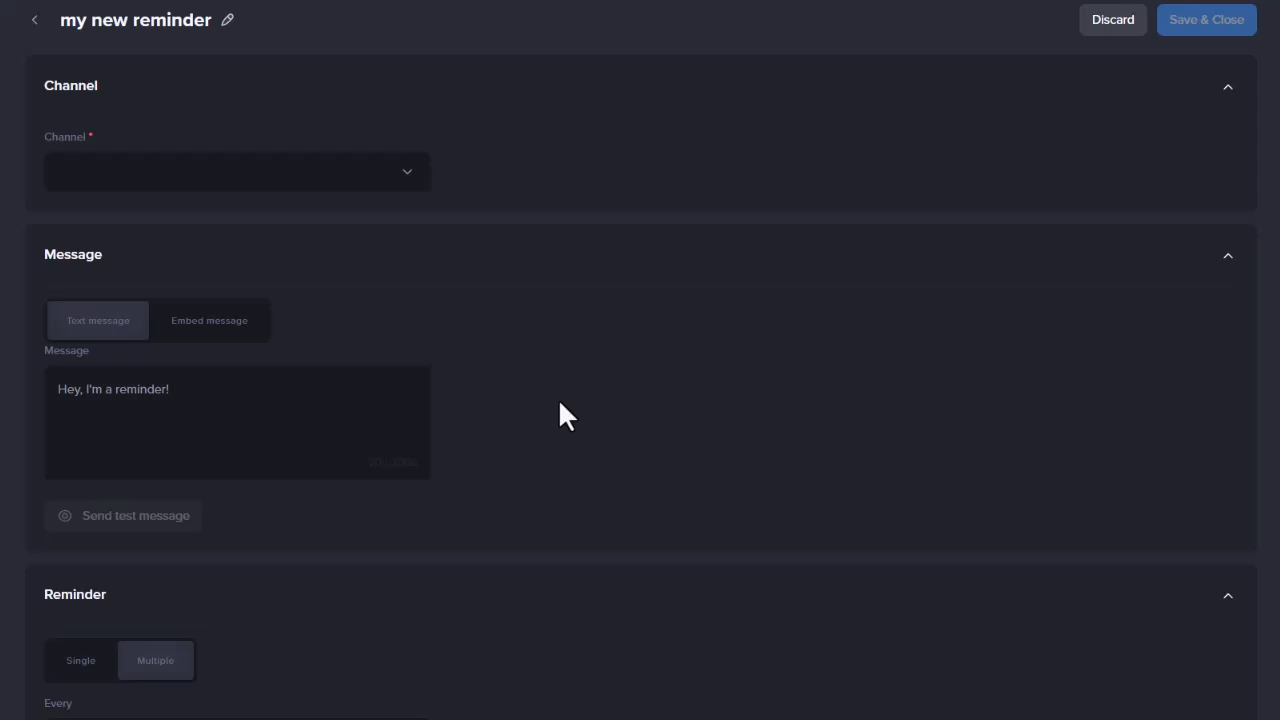 my new reminder
Discard
Save & Close
Channel
Channel *
Message
Text message
Embed message
Message
Hey, I'm a reminder!
Send test message
Reminder
Single
Multiple
Every